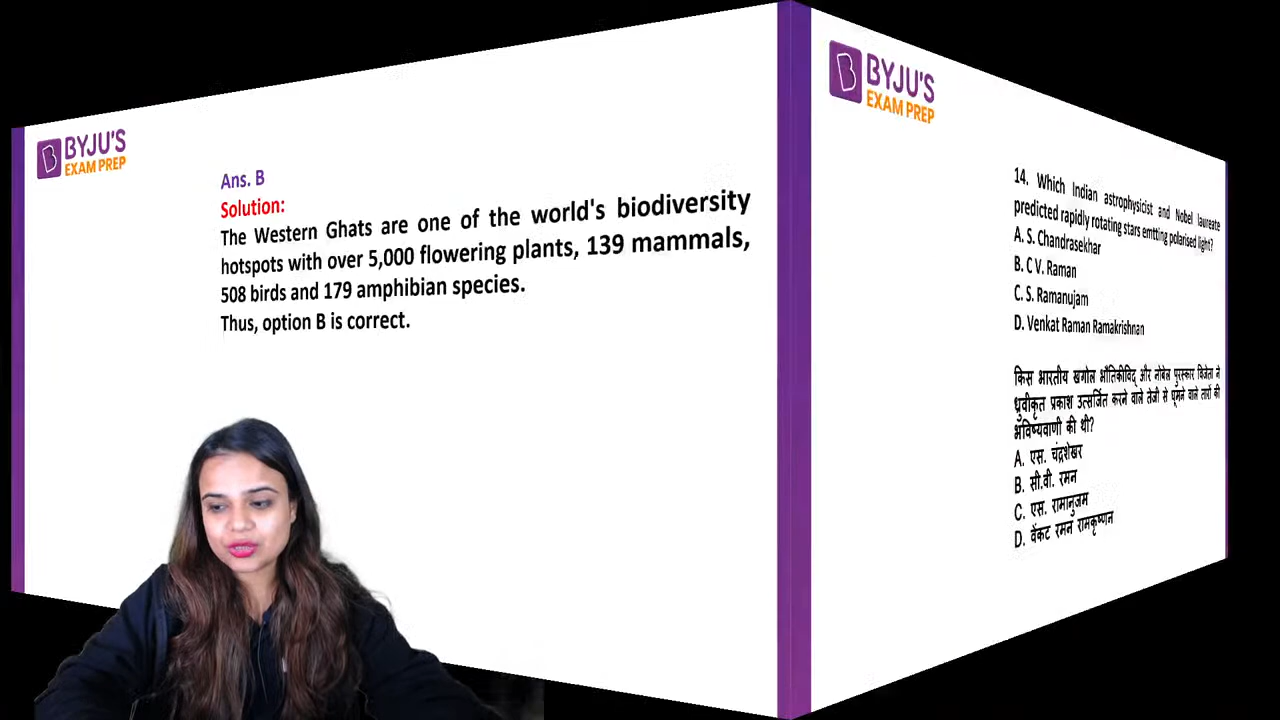 BYJU'S
EXAM PREP
Ans. B
Solution:
The Western Ghats are one of the world's biodiversity
hotspots with over 5,000 flowering plants, 139 mammals,
508 birds and 179 amphibian species.
Thus, option B is correct.
BYJU'S
EXAM PREP
14. Which Indian astrophysicist and Nobel laureate
predicted rapidly rotating stars emtting polarised light?
A. S. Chandrasekhar
B. C V. Raman
C. S. Ramanujam
D. Venkat Raman Ramakrishnan
किस भारतीय खगोल भौतिकीविद् और नोबेल पुरस्कार विजेता ने
ध्रुवीकृत प्रकाश उत्सर्जित करने वाले तेजी से घूमने वाले तारों की
भविष्यवाणी की थी?
A. एस. चंद्रशेखर
B. सी.वी. रमन
C. एस. रामानुजम
D. वेंकट रमन रामकृष्णन